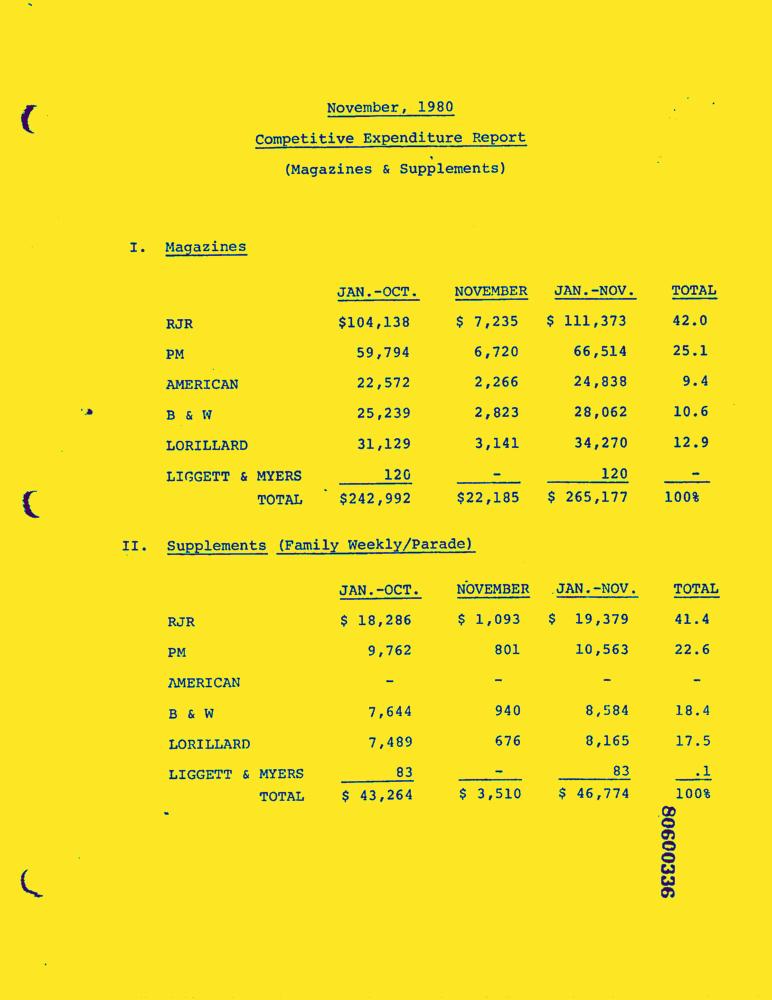 November, 1980
Competitive Expenditure Report
(Magazines & Supplements)
I. Magazines
JAN.-OCT. NOVEMBER JAN.-NOV. TOTAL
RJR $104,138 $ 7,235 $ 111,373 42.0
PM 59,794 6,720 66,514 25.1
AMERICAN 22,572 2,266 24,838 9.4
B & W 25,239 2,823 28,062 10.6
LORILLARD 31,129 3,141 34,270 12.9
LIGGETT & MYERS 120 - 120 -
TOTAL $242,992 $22,185 $ 265,177 100%
II. Supplements (Family Weekly/Parade)
JAN.-OCT. NOVEMBER JAN.-NOV. TOTAL
RJR $ 18,286 $ 1,093 $ 19,379 41.4
PM 9,762 801 10,563 22.6
AMERICAN - - - -
B & W 7,644 940 8,584 18.4
LORILLARD 7,489 676 8,165 17.5
LIGGETT & MYERS 83 - 83 .1
TOTAL $ 43,264 $ 3,510 $ 46,774 100%
80600336